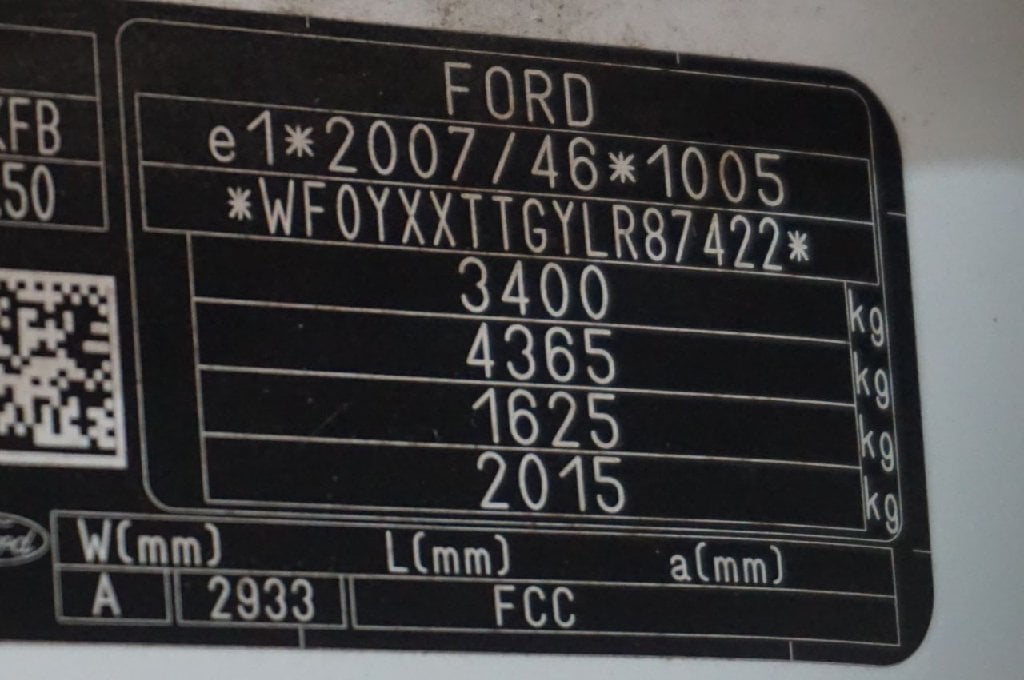 FORD
e1*2007/46*1005
*WF0YXXTTGYLR87422*
3400 kg
4365 kg
1625 kg
2015 kg
W(mm) L(mm) a(mm)
A 2933 FCC
FB
50